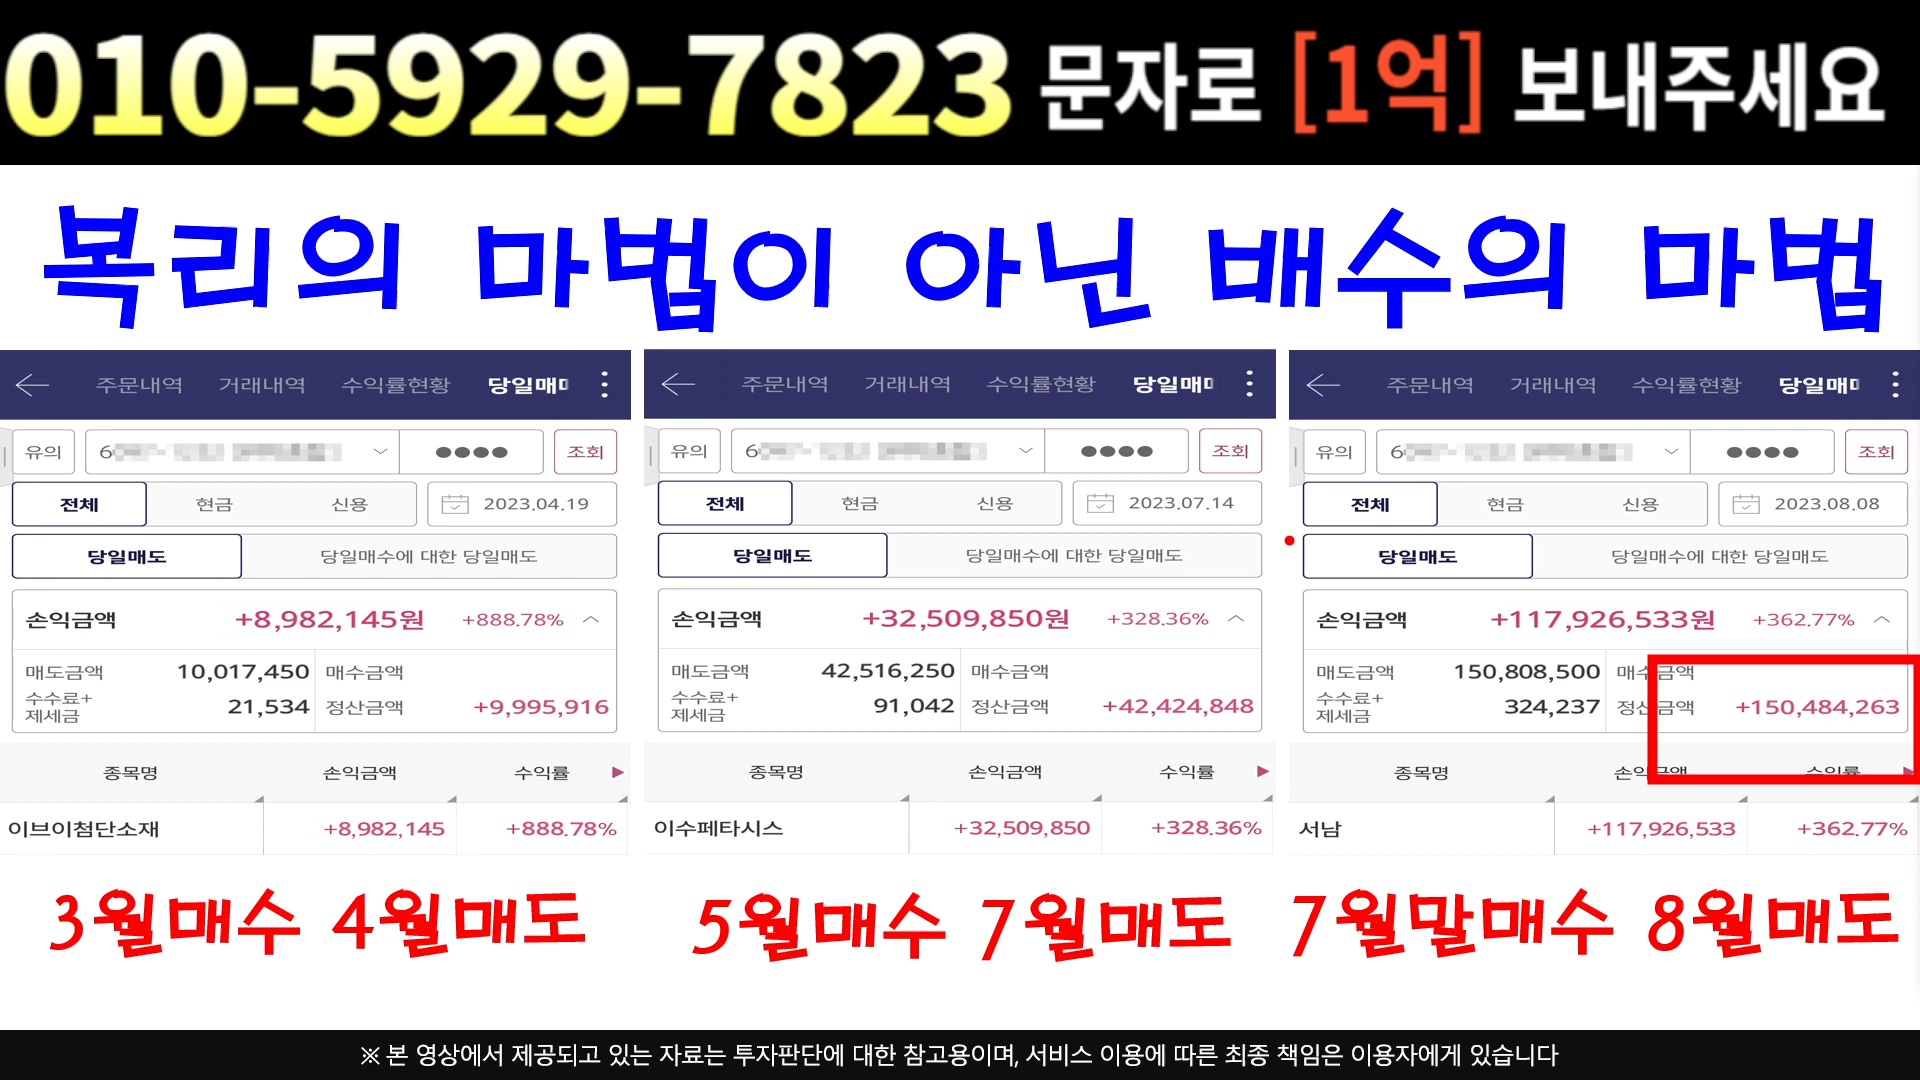 010-5929-7823 문자로 [1억] 보내주세요
복리의 마법이 아닌 배수의 마법
주문내역 거래내역 수익률현황 당일매
유의 6 ●●●● 조회
전체 현금 신용 2023.04.19
당일매도 당일매수에 대한 당일매도
손익금액 +8,982,145원 +888.78%
매도금액 10,017,450 매수금액
수수료+
제세금 21,534 정산금액 +9,995,916
종목명 손익금액 수익률
이브이첨단소재 +8,982,145 +888.78%
3월매수 4월매도
주문내역 거래내역 수익률현황 당일매
유의 6 ●●●● 조회
전체 현금 신용 2023.07.14
당일매도 당일매수에 대한 당일매도
손익금액 +32,509,850원 +328.36%
매도금액 42,516,250 매수금액
수수료+
제세금 91,042 정산금액 +42,424,848
종목명 손익금액 수익률
이수페타시스 +32,509,850 +328.36%
5월매수 7월매도
주문내역 거래내역 수익률현황 당일매
유의 6 ●●●● 조회
전체 현금 신용 2023.08.08
당일매도 당일매수에 대한 당일매도
손익금액 +117,926,533원 +362.77%
매도금액 150,808,500 매수금액
수수료+
제세금 324,237 정산금액 +150,484,263
종목명 손익금액 수익률
서남 +117,926,533 +362.77%
7월말매수 8월매도
※ 본 영상에서 제공되고 있는 자료는 투자판단에 대한 참고용이며, 서비스 이용에 따른 최종 책임은 이용자에게 있습니다